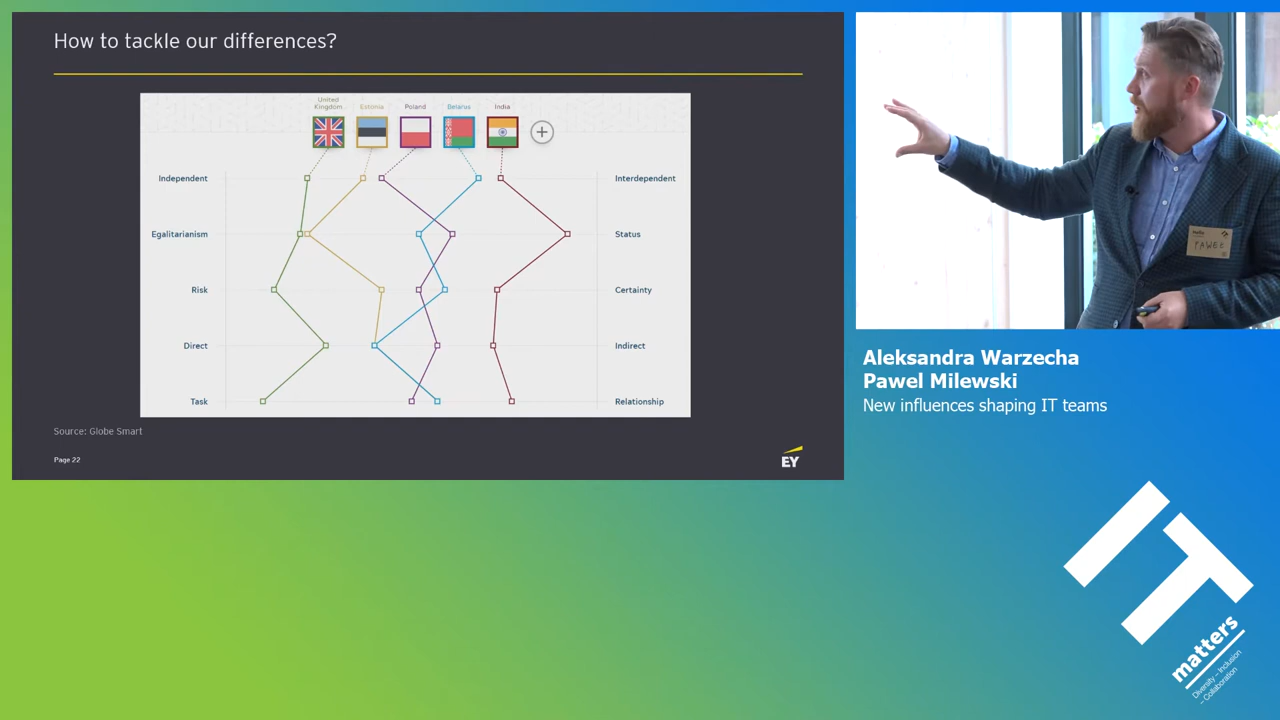 How to tackle our differences?
United
Kingdom
Estonia
Poland
Belarus
India
Independent
Interdependent
Egalitarianism
Status
Risk
Certainty
Direct
Indirect
Task
Relationship
Source: Globe Smart
Page 22
EY
PAWEŁ
Aleksandra Warzecha
Pawel Milewski
New influences shaping IT teams
IT
matters
Diversity – Inclusion
– Collaboration